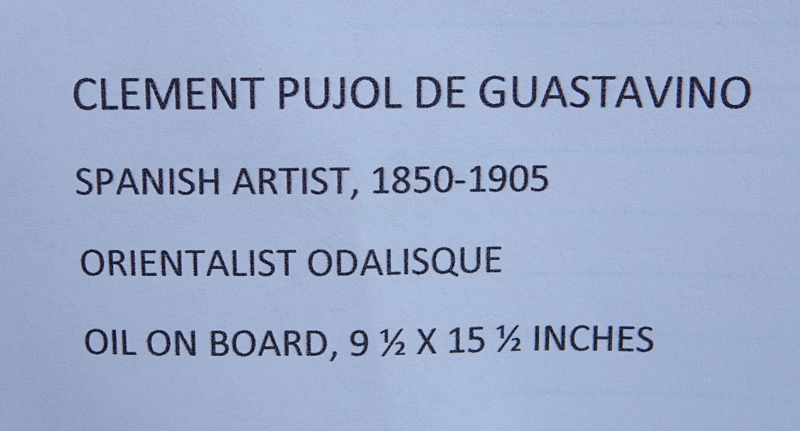 CLEMENT PUJOL DE GUASTAVINO
SPANISH ARTIST, 1850-1905
ORIENTALIST ODALISQUE
OIL ON BOARD, 9 ½ X 15 ½ INCHES